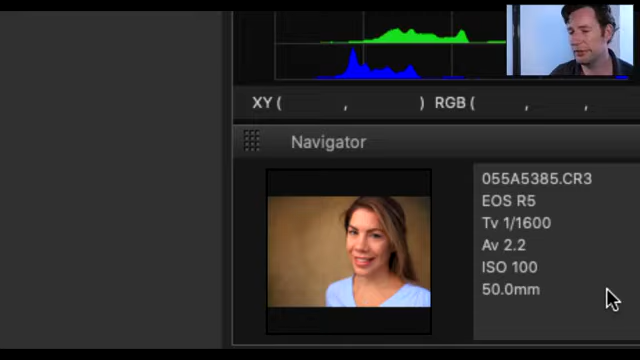 XY ( , ) RGB ( , ,
Navigator
055A5385.CR3
EOS R5
Tv 1/1600
Av 2.2
ISO 100
50.0mm